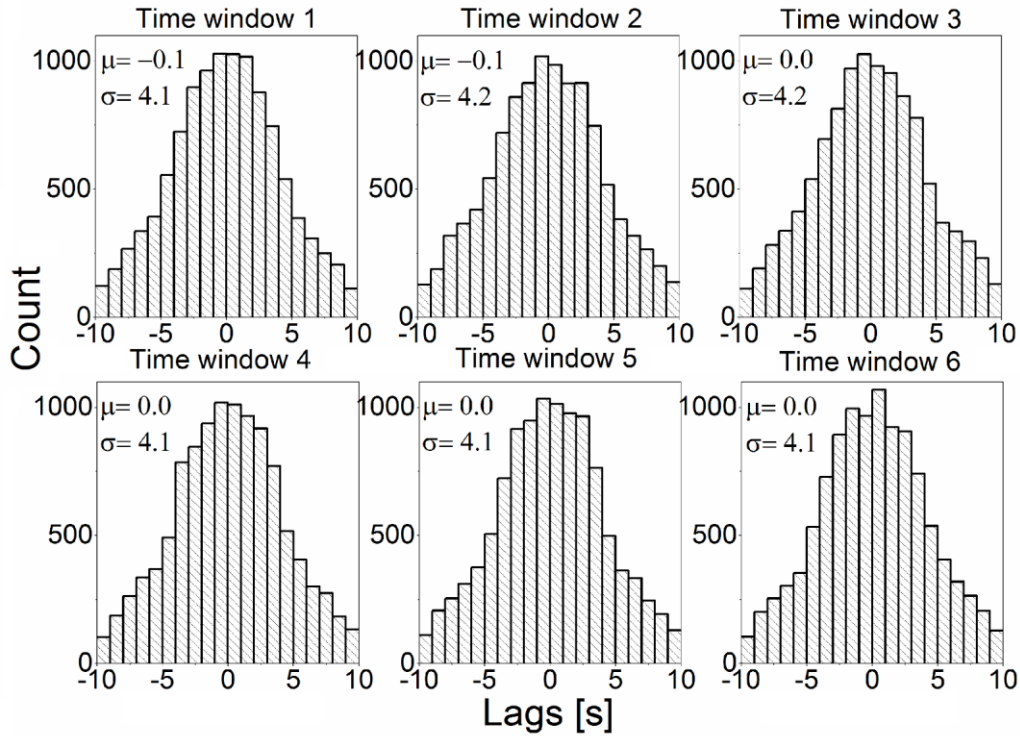 Time window 1
Time window 2
Time window 3
1000
μ= −0.1
σ= 4.1
500
0
-10 -5 0 5 10
1000
μ= −0.1
σ= 4.2
500
0
-10 -5 0 5 10
1000
μ= 0.0
σ=4.2
500
0
-10 -5 0 5 10
Count
Time window 4
Time window 5
Time window 6
1000
μ= 0.0
σ= 4.1
500
0
-10 -5 0 5 10
1000
μ= 0.0
σ= 4.1
500
0
-10 -5 0 5 10
1000
μ= 0.0
σ= 4.1
500
0
-10 -5 0 5 10
Lags [s]